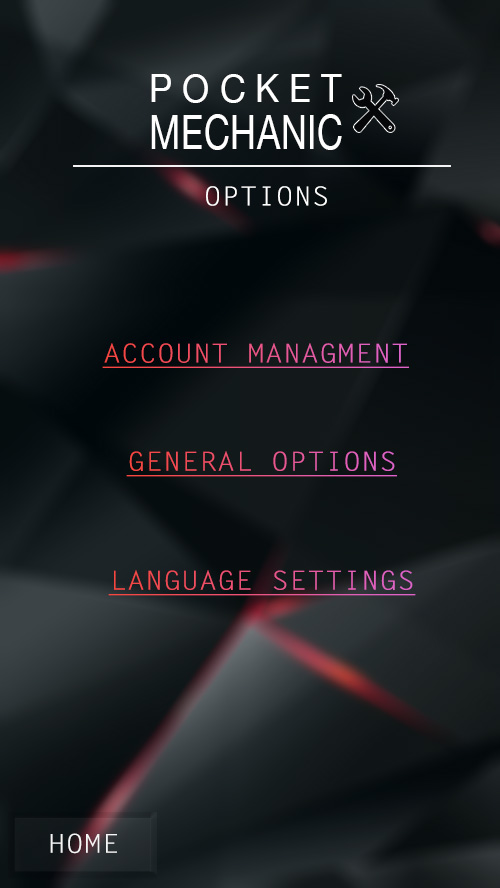 POCKET
MECHANIC
OPTIONS
ACCOUNT MANAGMENT
GENERAL OPTIONS
LANGUAGE SETTINGS
HOME